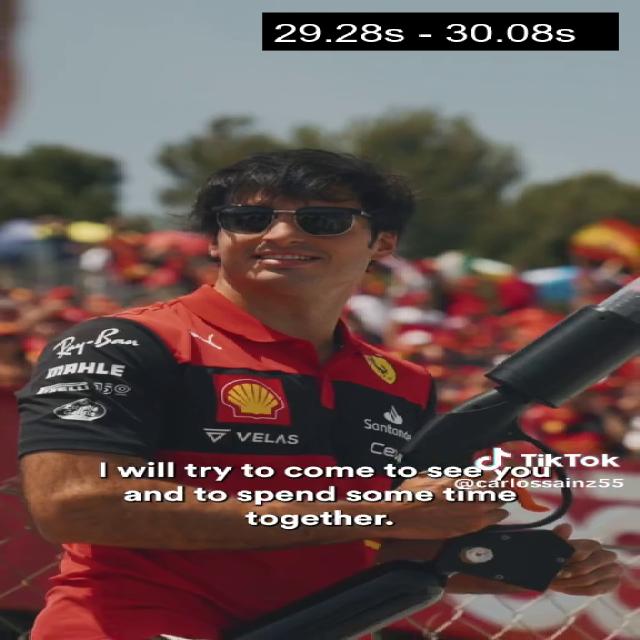 29.28s - 30.08s
Ray-Ban
MAHLE
PIRELLI
VELAS
Santander
I will try to come to see you
and to spend some time
together.
TikTok
@carlossainz55